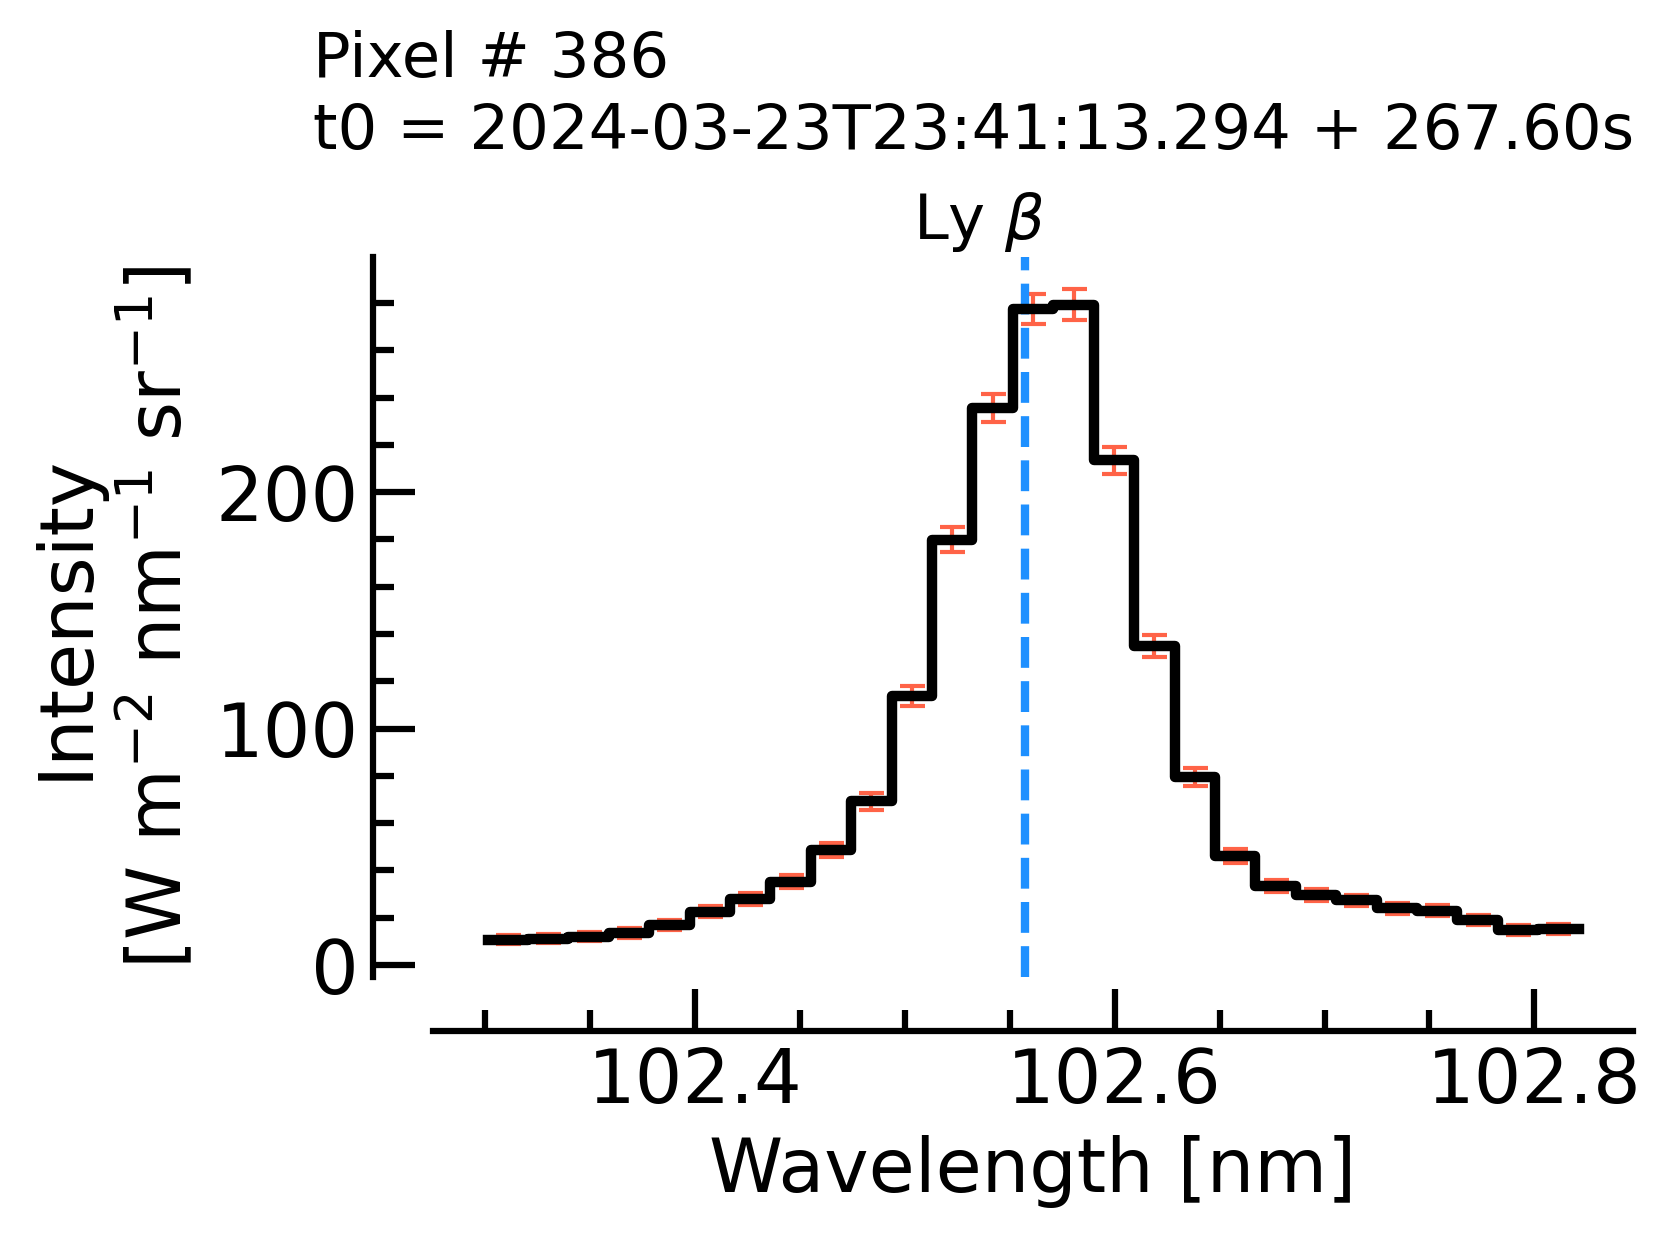 Pixel # 386
t0 = 2024-03-23T23:41:13.294 + 267.60s
Ly β
Intensity
[W m⁻² nm⁻¹ sr⁻¹]
200
100
0
102.4 102.6 102.8
Wavelength [nm]